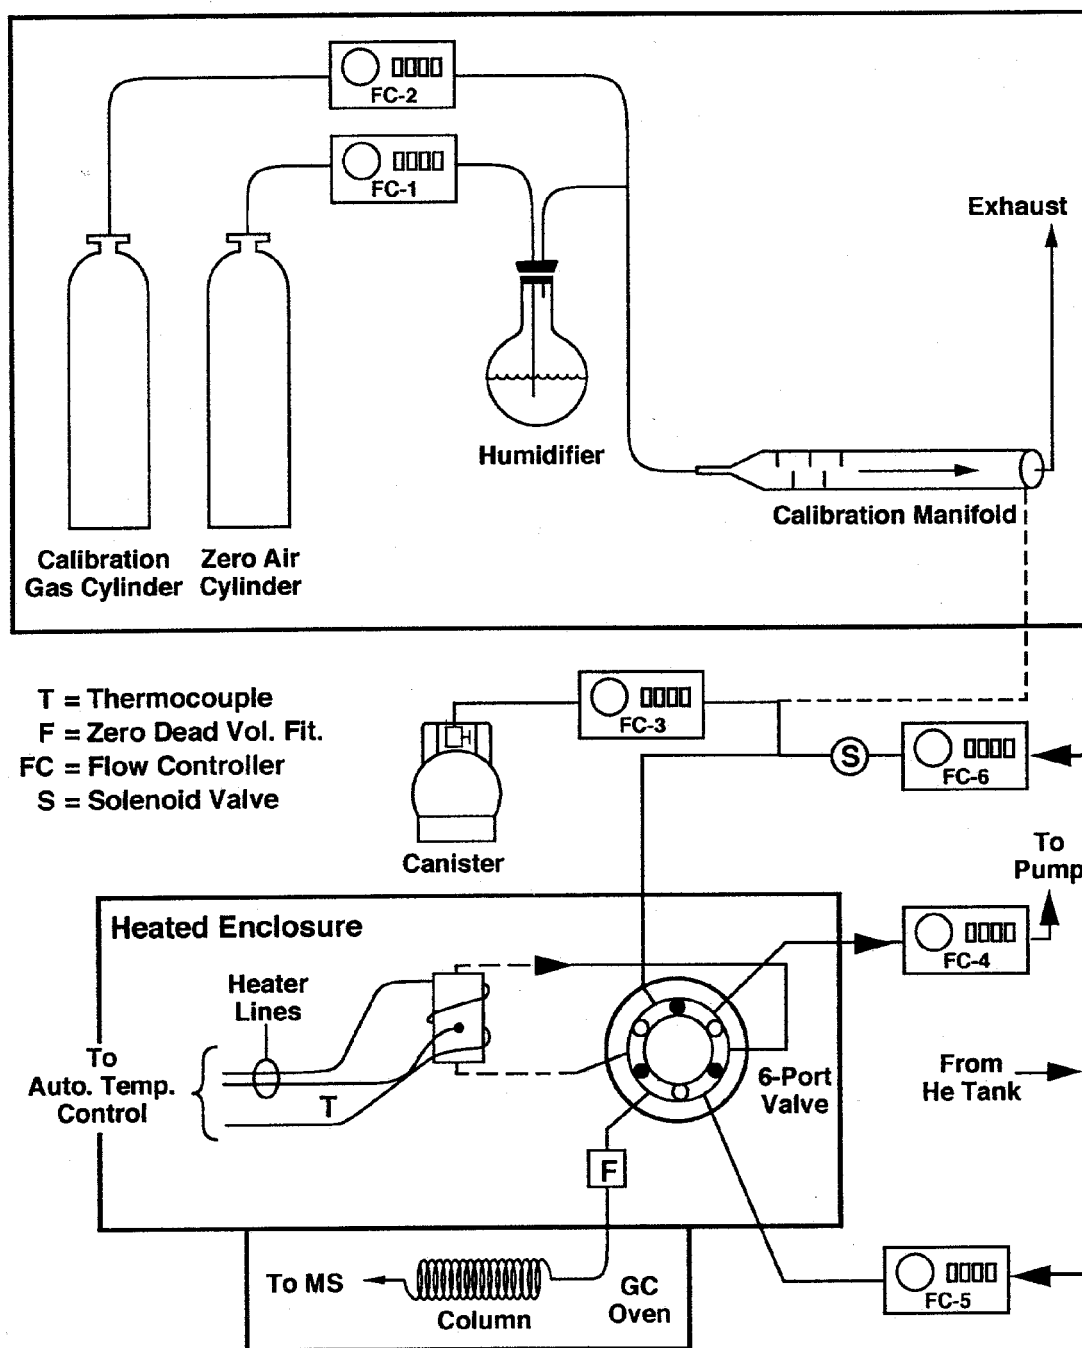 FC-2
FC-1
Exhaust
Humidifier
Calibration Manifold
Calibration
Gas Cylinder
Zero Air
Cylinder
T = Thermocouple
F = Zero Dead Vol. Fit.
FC = Flow Controller
S = Solenoid Valve
FC-3
S
FC-6
Canister
To
Pump
Heated Enclosure
FC-4
Heater
Lines
To
Auto. Temp.
Control
T
6-Port
Valve
From
He Tank
F
To MS
Column
GC
Oven
FC-5